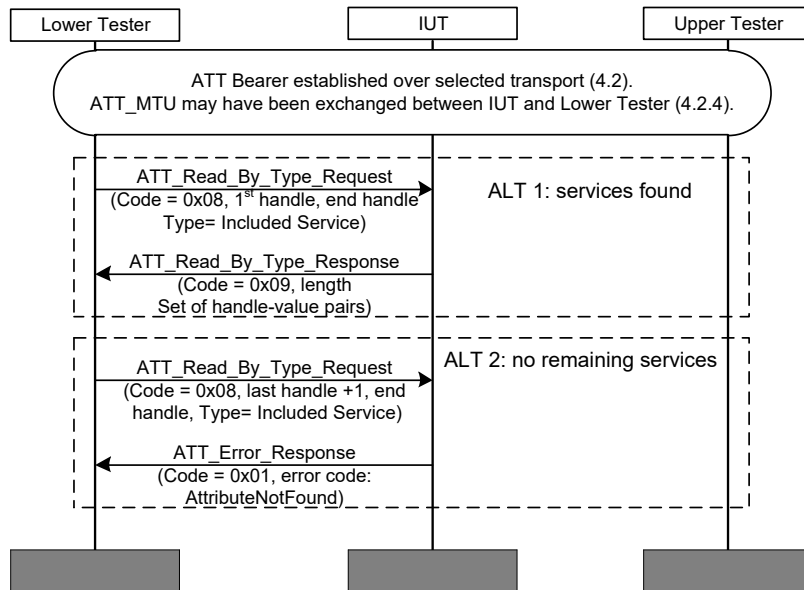 Lower Tester
IUT
Upper Tester
ATT Bearer established over selected transport (4.2).
ATT_MTU may have been exchanged between IUT and Lower Tester (4.2.4).
ATT_Read_By_Type_Request
(Code = 0x08, 1st handle, end handle
Type= Included Service)
ALT 1: services found
ATT_Read_By_Type_Response
(Code = 0x09, length
Set of handle-value pairs)
ALT 2: no remaining services
ATT_Read_By_Type_Request
(Code = 0x08, last handle +1, end
handle, Type= Included Service)
ATT_Error_Response
(Code = 0x01, error code:
AttributeNotFound)